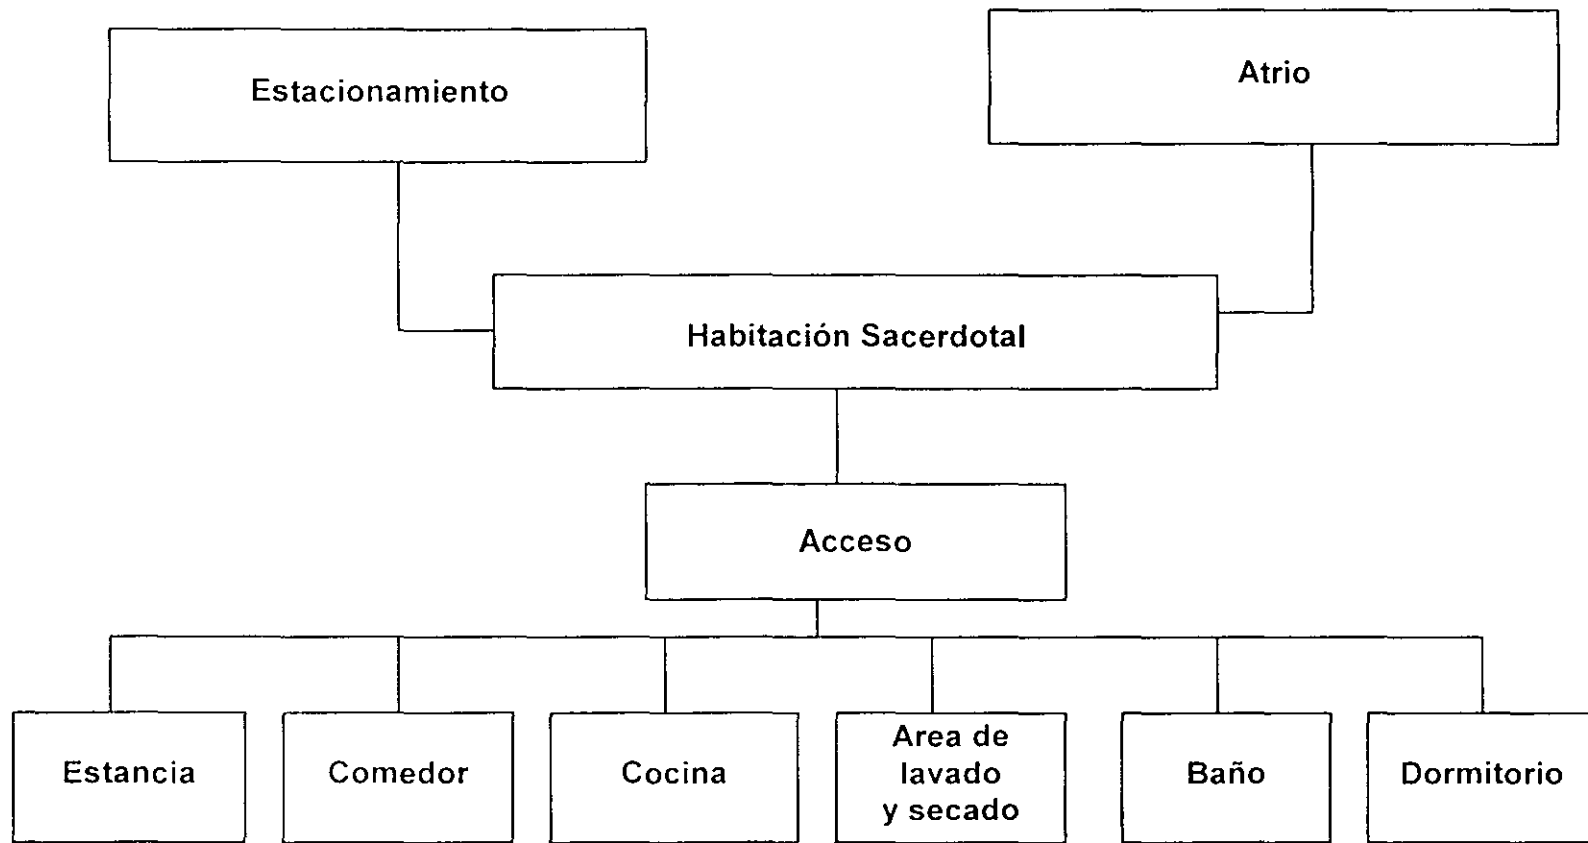 Estacionamiento
Atrio
Habitación Sacerdotal
Acceso
Estancia
Comedor
Cocina
Area de
lavado
y secado
Baño
Dormitorio